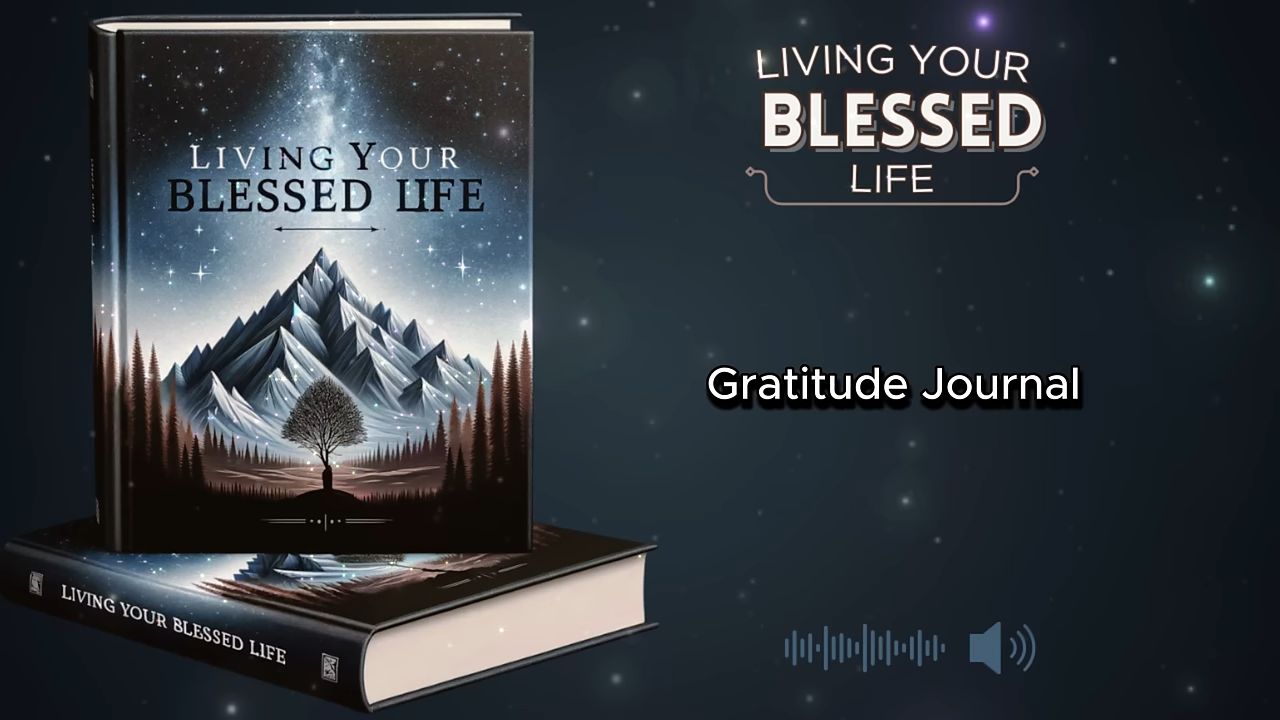 LIVING YOUR
BLESSED LIFE
LIVING YOUR BLESSED LIFE
LIVING YOUR
BLESSED
LIFE
Gratitude Journal